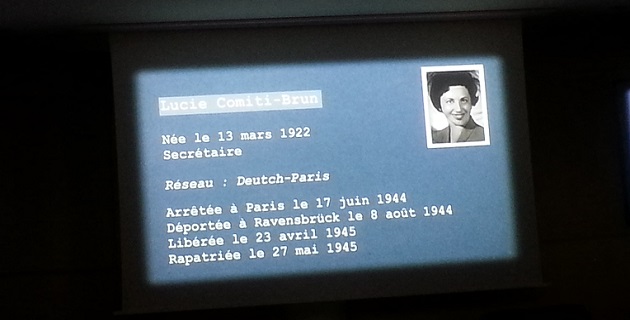 Lucie Comiti-Brun
Née le 13 mars 1922
Secrétaire
Réseau : Deutch-Paris
Arrêtée à Paris le 17 juin 1944
Déportée à Ravensbrück le 8 août 1944
Libérée le 23 avril 1945
Rapatriée le 27 mai 1945